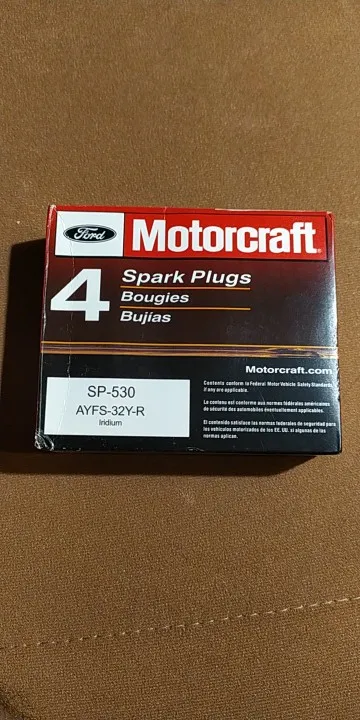 Ford
Motorcraft®
4
Spark Plugs
Bougies
Bujías
Motorcraft.com
SP-530
AYFS-32Y-R
Iridium
Contents conform to Federal Motor Vehicle Safety Standards,
if any are applicable.
Le contenu est conforme aux normes fédérales américaines
de sécurité des automobiles éventuellement applicables.
El contenido satisface las normas federales de seguridad para
los vehículos motorizados de los EE. UU. si algunas de las
normas aplican.